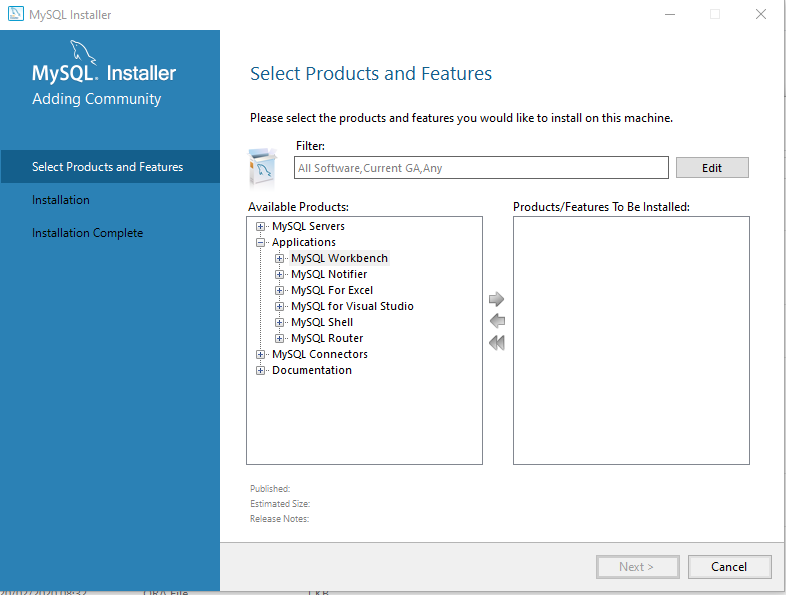 MySQL Installer
MySQL. Installer
Adding Community
Select Products and Features
Installation
Installation Complete
Select Products and Features
Please select the products and features you would like to install on this machine.
Filter:
All Software,Current GA,Any
Edit
Available Products:
MySQL Servers
Applications
MySQL Workbench
MySQL Notifier
MySQL For Excel
MySQL for Visual Studio
MySQL Shell
MySQL Router
MySQL Connectors
Documentation
Products/Features To Be Installed:
Published:
Estimated Size:
Release Notes:
Next >
Cancel